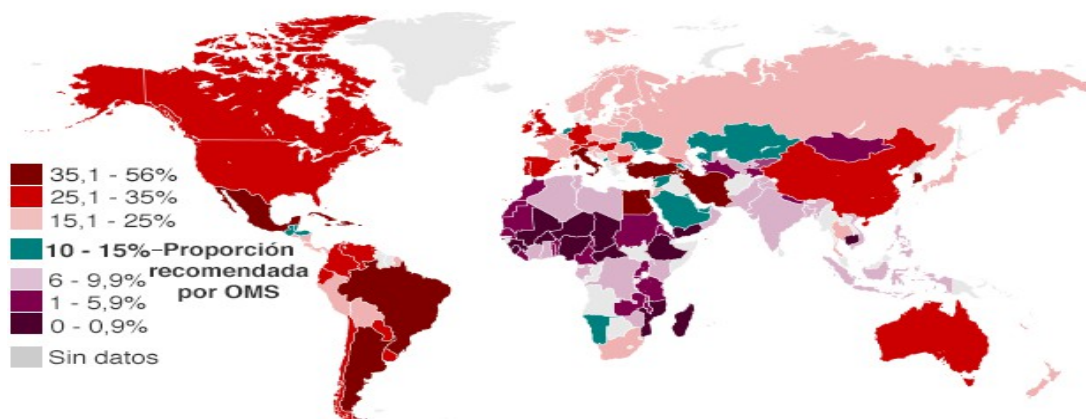 35,1 - 56%
25,1 - 35%
15,1 - 25%
10 - 15%–Proporción
recomendada
por OMS
6 - 9,9%
1 - 5,9%
0 - 0,9%
Sin datos